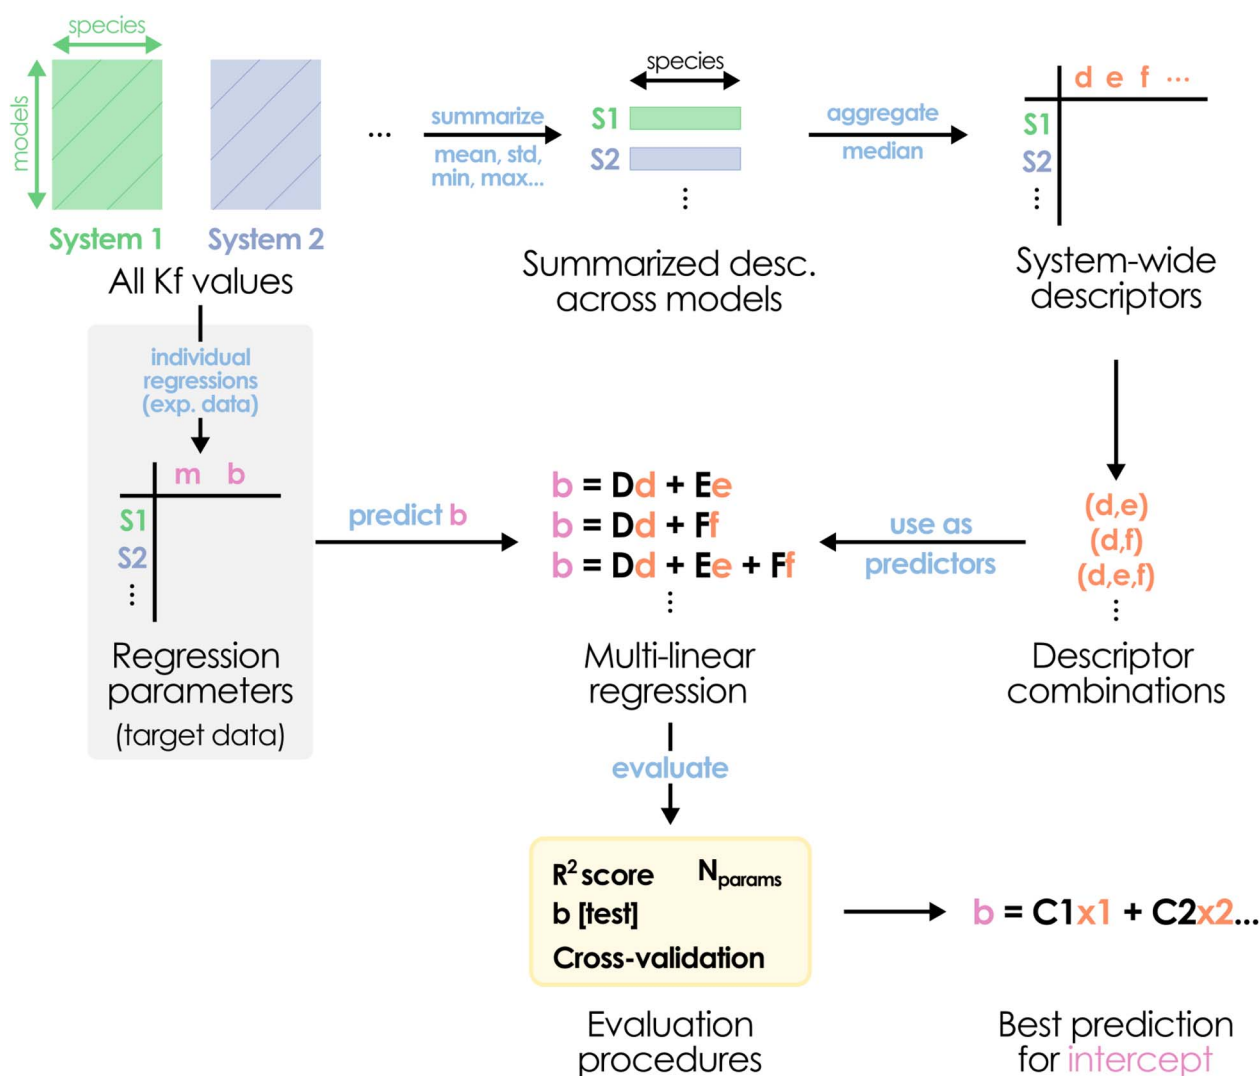 species
models
System 1
System 2
All Kf values
...
summarize
mean, std,
min, max...
species
S1
S2
⋮
Summarized desc.
across models
aggregate
median
d e f ...
S1
S2
⋮
System-wide
descriptors
individual
regressions
(exp. data)
m b
S1
S2
⋮
Regression
parameters
(target data)
predict b
b = Dd + Ee
b = Dd + Ff
b = Dd + Ee + Ff
⋮
Multi-linear
regression
use as
predictors
(d,e)
(d,f)
(d,e,f)
⋮
Descriptor
combinations
evaluate
R² score
N_params
b [test]
Cross-validation
Evaluation
procedures
b = C1x1 + C2x2...
Best prediction
for intercept